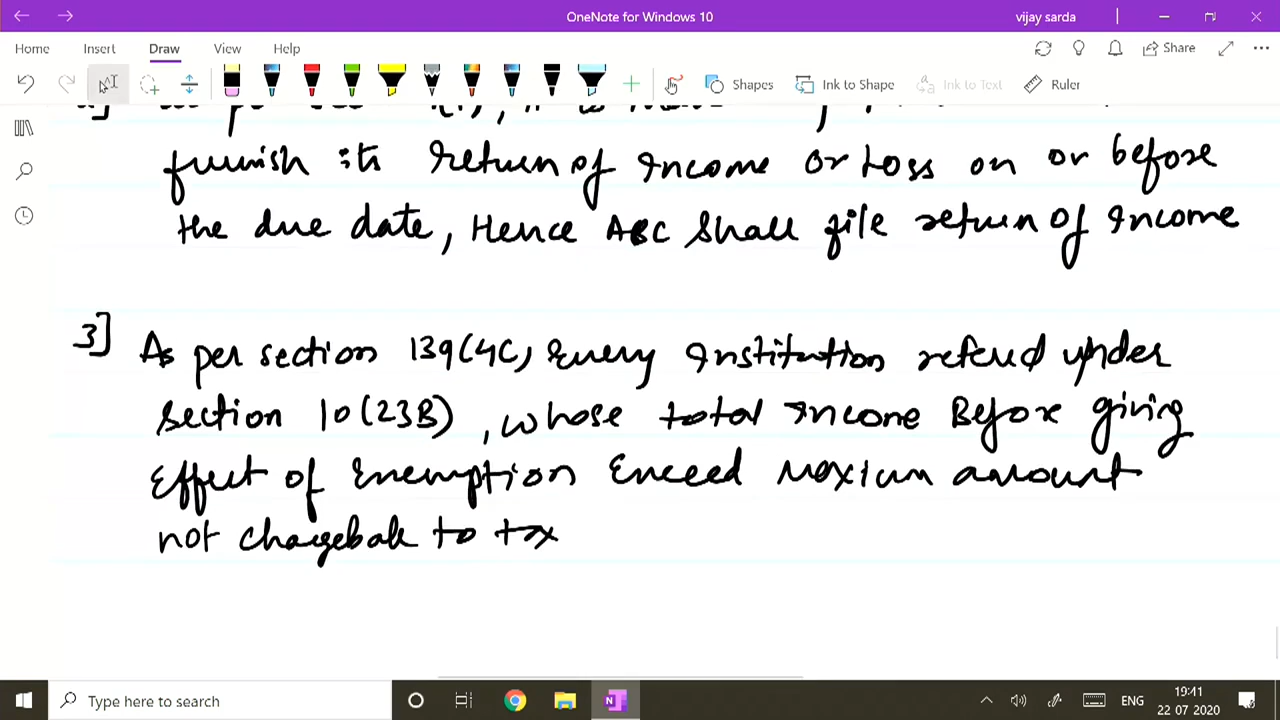 OneNote for Windows 10
vijay sarda
Home Insert Draw View Help
Share
Shapes Ink to Shape Ink to Text Ruler
furnish its return of Income or Loss on or before
the due date, Hence ABC shall file return of Income
3] As per section 139(4C) Every Institution referred under
section 10(23B), whose total Income Before giving
Effect of Exemption Exceed Maxium amount
not chargebale to tax
Type here to search
ENG
19:41
22-07-2020